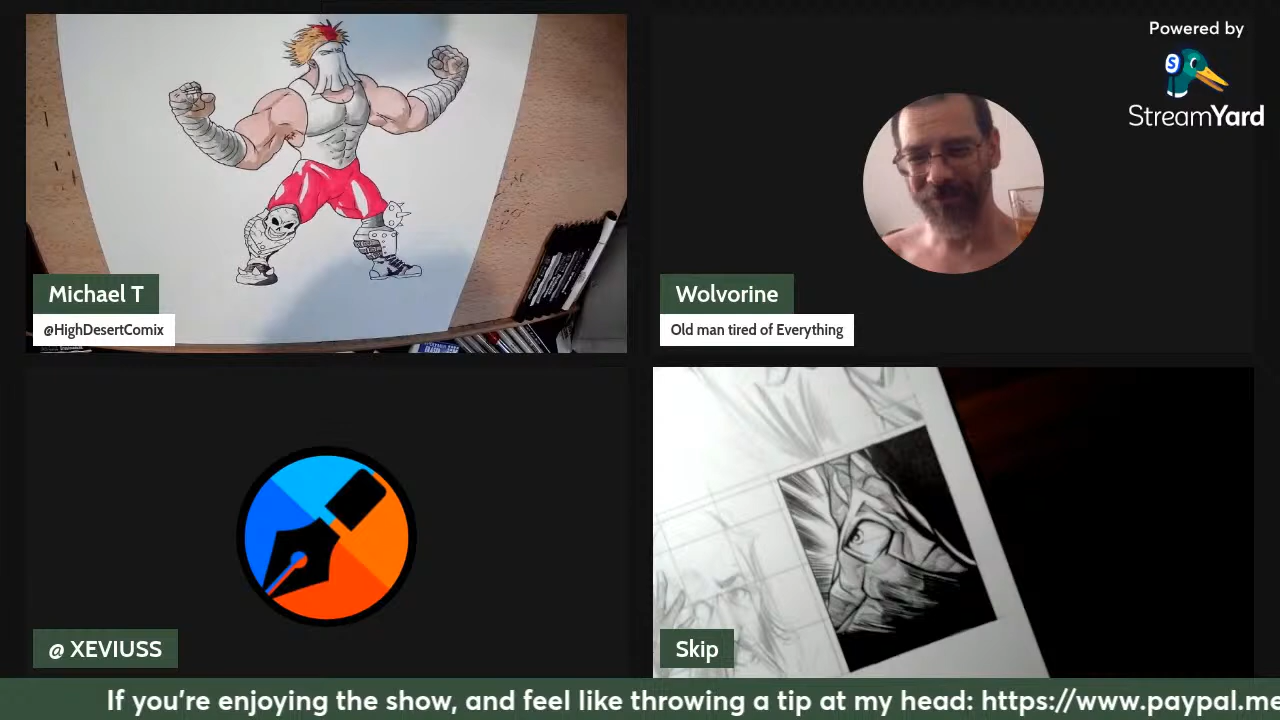 Powered by
S
StreamYard
Michael T
@HighDesertComix
Wolvorine
Old man tired of Everything
@ XEVIUSS
Skip
If you're enjoying the show, and feel like throwing a tip at my head: https://www.paypal.me